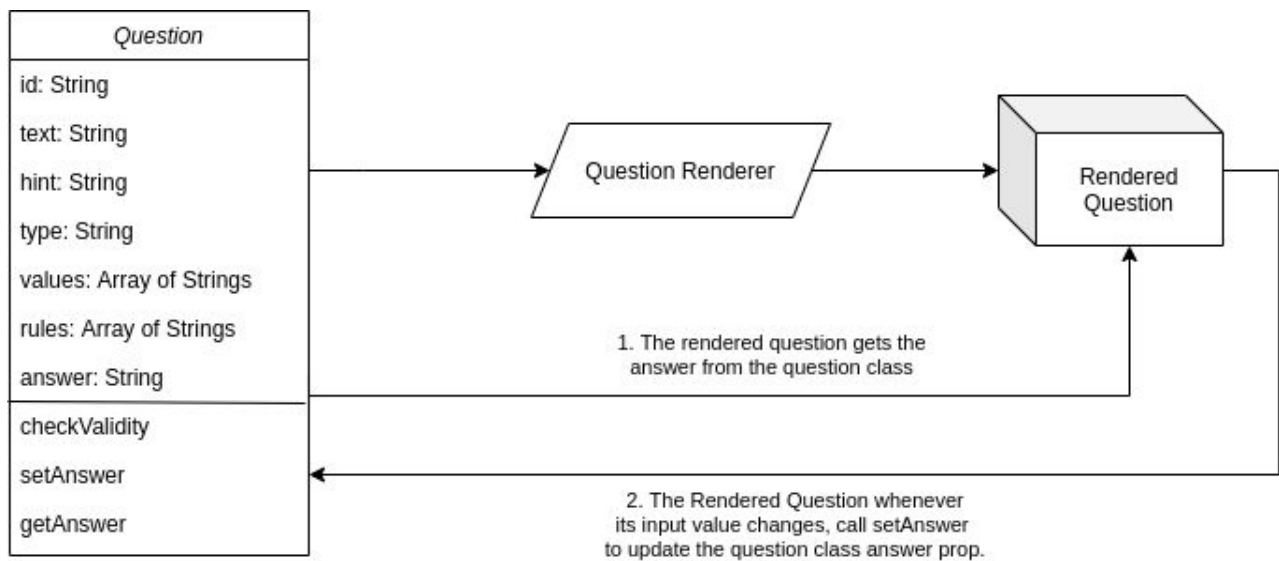 Question
id: String
text: String
hint: String
type: String
values: Array of Strings
rules: Array of Strings
answer: String
checkValidity
setAnswer
getAnswer
Question Renderer
Rendered
Question
1. The rendered question gets the
answer from the question class
2. The Rendered Question whenever
its input value changes, call setAnswer
to update the question class answer prop.